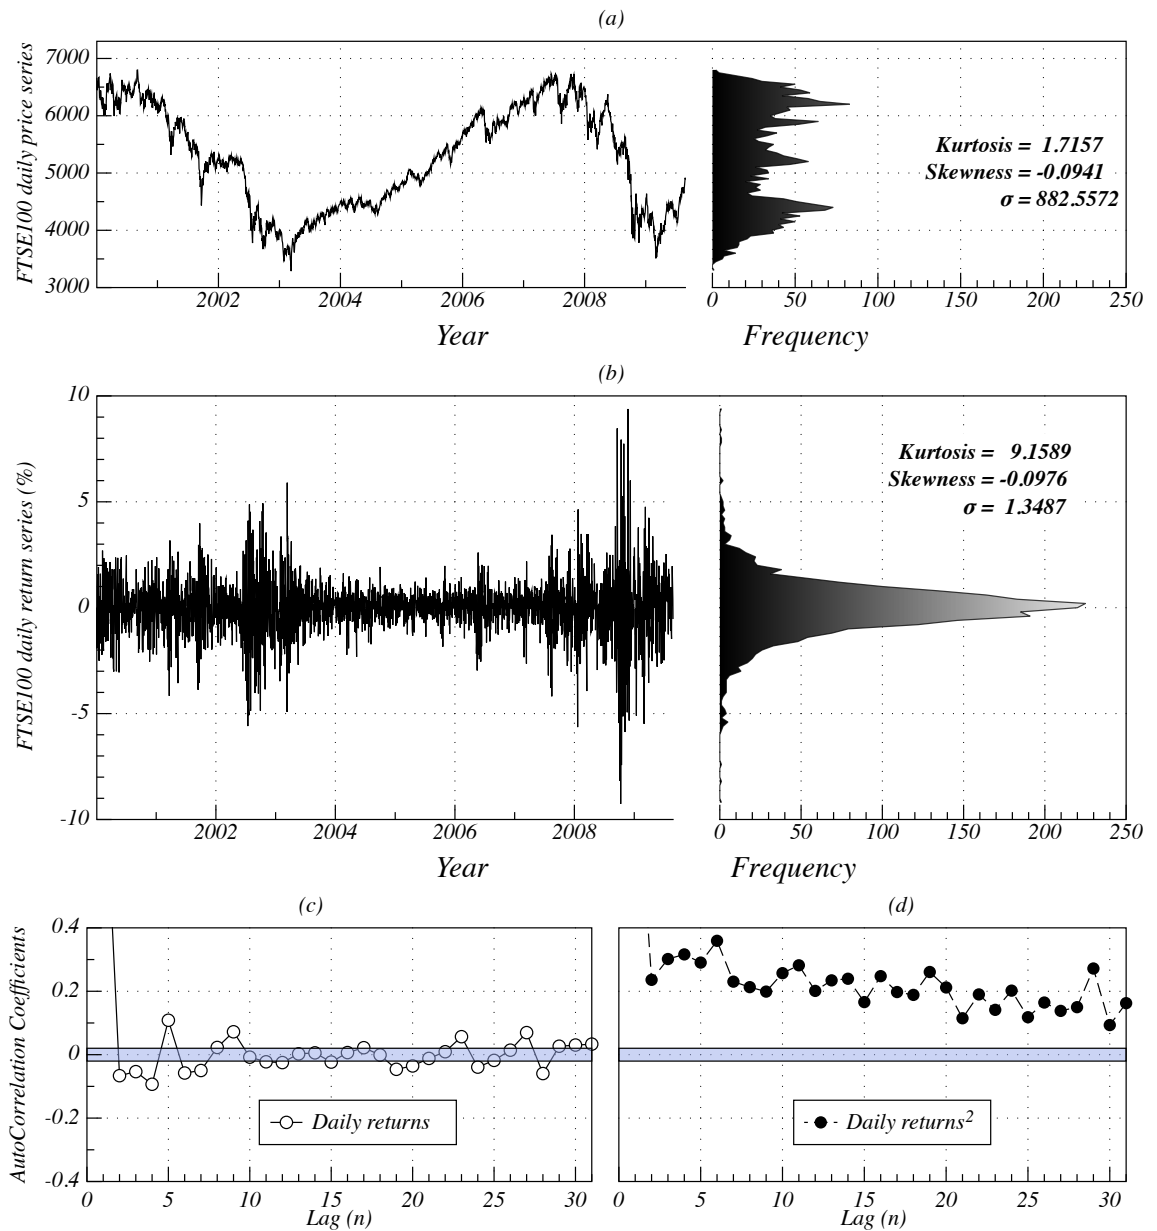 (a)
FTSE100 daily price series
7000
6000
5000
4000
3000
2002 2004 2006 2008
Year
Kurtosis = 1.7157
Skewness = -0.0941
σ = 882.5572
0 50 100 150 200 250
Frequency
(b)
FTSE100 daily return series (%)
10
5
0
-5
-10
2002 2004 2006 2008
Year
Kurtosis = 9.1589
Skewness = -0.0976
σ = 1.3487
0 50 100 150 200 250
Frequency
(c)
AutoCorrelation Coefficients
0.4
0.2
0
-0.2
-0.4
Daily returns
0 5 10 15 20 25 30
Lag (n)
(d)
Daily returns²
0 5 10 15 20 25 30
Lag (n)